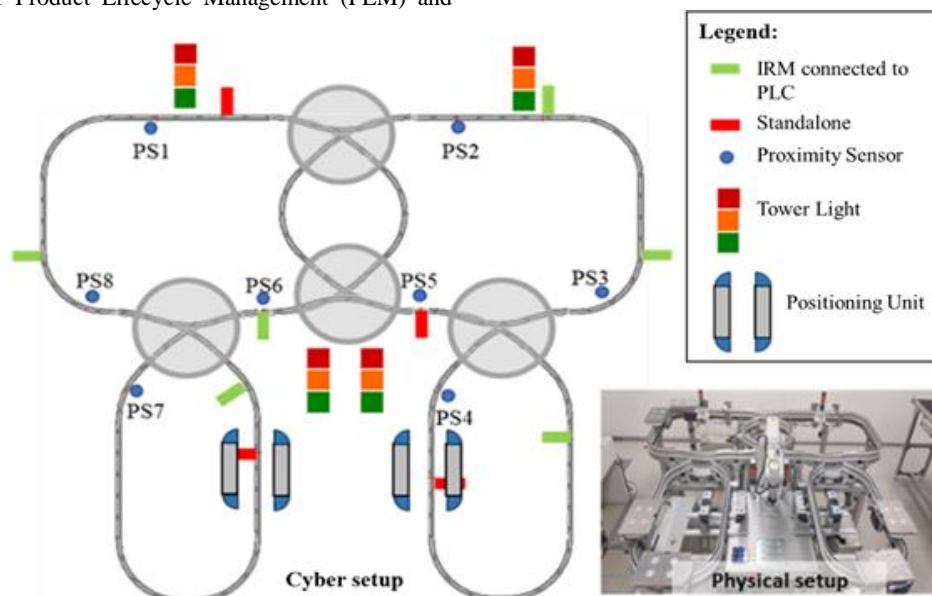 Product Lifecycle Management (PLM) and
Legend:
IRM connected to
PLC
Standalone
Proximity Sensor
Tower Light
Positioning Unit
PS1
PS2
PS8
PS6
PS5
PS3
PS7
PS4
Cyber setup
Physical setup